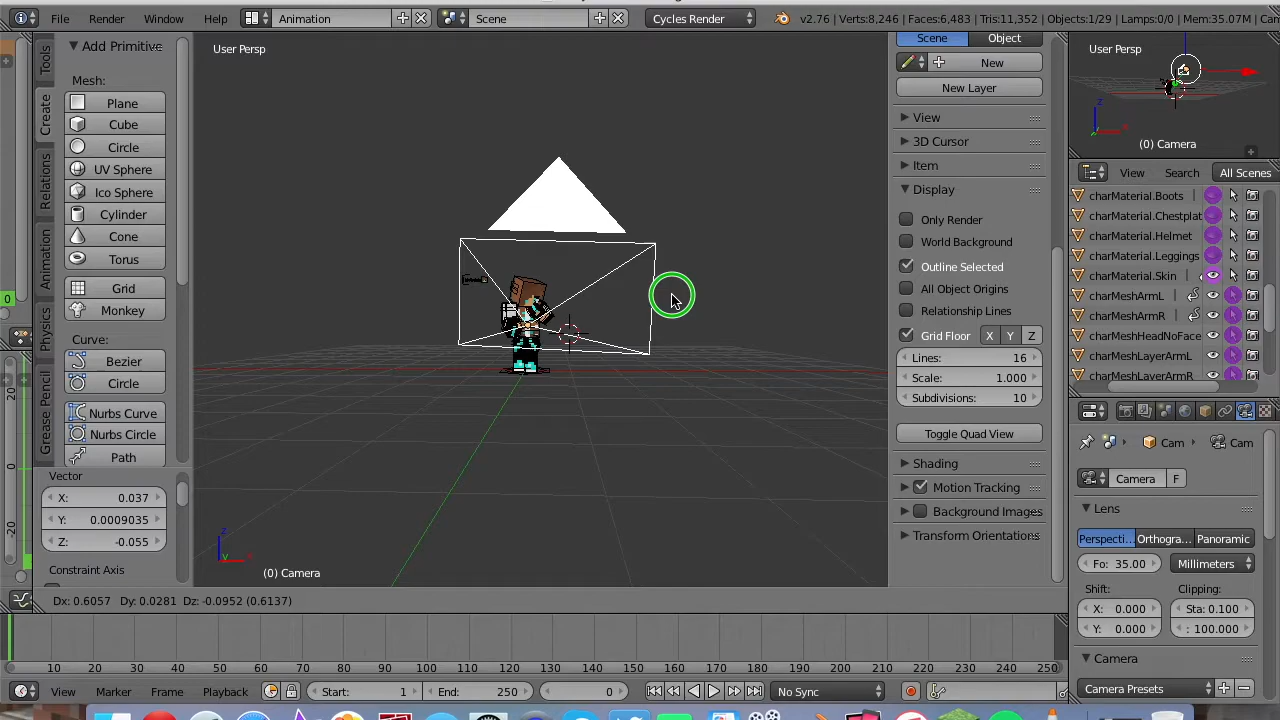 File Render Window Help Animation Scene Cycles Render v2.76 | Verts:8,246 | Faces:6,483 | Tris:11,352 | Objects:1/29 | Lamps:0/0 | Mem:35.07M
Add Primitive
Mesh:
Plane
Cube
Circle
UV Sphere
Ico Sphere
Cylinder
Cone
Torus
Grid
Monkey
Curve:
Bezier
Circle
Nurbs Curve
Nurbs Circle
Path
Tools
Create
Relations
Animation
Physics
Grease Pencil
Vector
X: 0.037
Y: 0.0009035
Z: -0.055
Constraint Axis
0
20
0
-20
User Persp
(0) Camera
Dx: 0.6057 Dy: 0.0281 Dz: -0.0952 (0.6137)
Scene Object
New
New Layer
View
3D Cursor
Item
Display
Only Render
World Background
Outline Selected
All Object Origins
Relationship Lines
Grid Floor X Y Z
Lines: 16
Scale: 1.000
Subdivisions: 10
Toggle Quad View
Shading
Motion Tracking
Background Images
Transform Orientations
User Persp
(0) Camera
View Search All Scenes
charMaterial.Boots
charMaterial.Chestplat
charMaterial.Helmet
charMaterial.Leggings
charMaterial.Skin
charMeshArmL
charMeshArmR
charMeshHeadNoFace
charMeshLayerArmL
charMeshLayerArmR
Cam Cam
Camera F
Lens
Perspecti... Orthogra... Panoramic
Fo: 35.00 Millimeters
Shift: Clipping:
X: 0.000 Sta: 0.100
Y: 0.000 : 100.000
Camera
Camera Presets
10 20 30 40 50 60 70 80 90 100 110 120 130 140 150 160 170 180 190 200 210 220 230 240 250
View Marker Frame Playback Start: 1 End: 250 0 No Sync